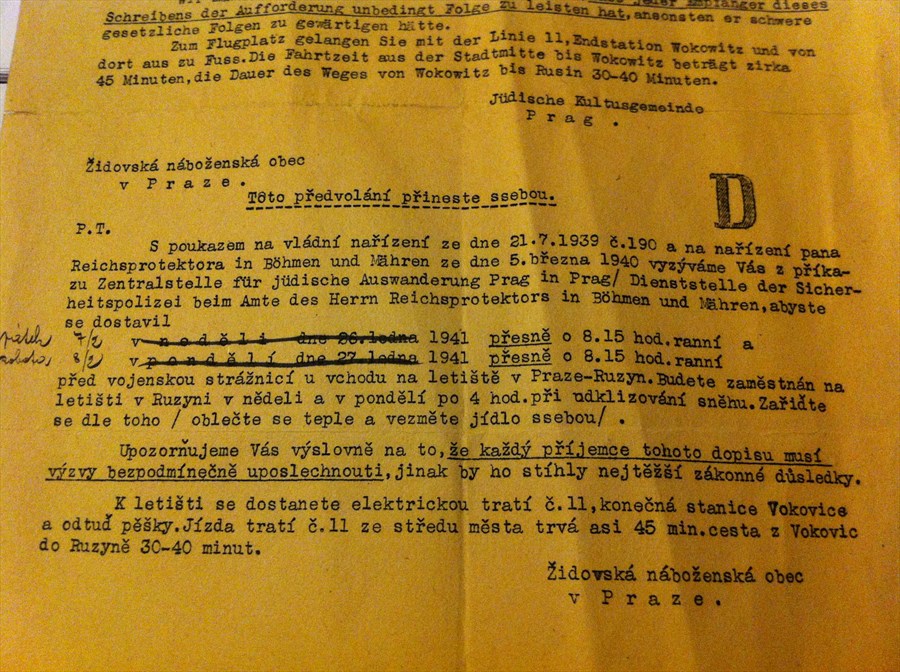 jeder Empfänger dieses
Schreibens der Aufforderung unbedingt Folge zu leisten hat, ansonsten er schwere
gesetzliche Folgen zu gewärtigen hätte.
Zum Flugplatz gelangen Sie mit der Linie 11, Endstation Wokowitz und von
dort aus zu Fuss. Die Fahrtzeit aus der Stadtmitte bis Wokowitz beträgt zirka
45 Minuten, die Dauer des Weges von Wokowitz bis Rusin 30-40 Minuten.
Jüdische Kultusgemeinde
P r a g .
Židovská náboženská obec
v P r a z e .
D
Tôto předvolání přineste ssebou.
P.T.
S poukazem na vládní nařízení ze dne 21.7.1939 č.190 a na nařízení pana
Reichsprotektora in Böhmen und Mähren ze dne 5.března 1940 vyzýváme Vás z příka-
zu Zentralstelle für jüdische Auswanderung Prag in Prag/ Dienststelle der Sicher-
heitspolizei beim Amte des Herrn Reichsprotektors in Böhmen und Mähren, abyste
se dostavil
pátek 7/2 v n e d ě l i dne 26.ledna 1941 přesně o 8.15 hod.ranní a
sobota 8/2 v p o n d ě l í dne 27.ledna 1941 přesně o 8.15 hod.ranní
před vojenskou strážnicí u vchodu na letiště v Praze-Ruzyn. Budete zaměstnán na
letišti v Ruzyni v něděli a v pondělí po 4 hod.při udklizování sněhu. Zařiďte
se dle toho / oblečte se teple a vezměte jídlo ssebou/ .
Upozorňujeme Vás výslovně na to, že každý příjemce tohoto dopisu musí
výzvy bezpodmínečně uposlechnouti, jinak by ho stíhly nejtěžší zákonné důsledky.
K letišti se dostanete elektrickou tratí č.11, konečná stanice Vokovice
a odtuď pěšky. Jízda tratí č.11 ze středu města trvá asi 45 min. cesta z Vokovic
do Ruzyně 30-40 minut.
Židovská náboženská obec
v P r a z e .